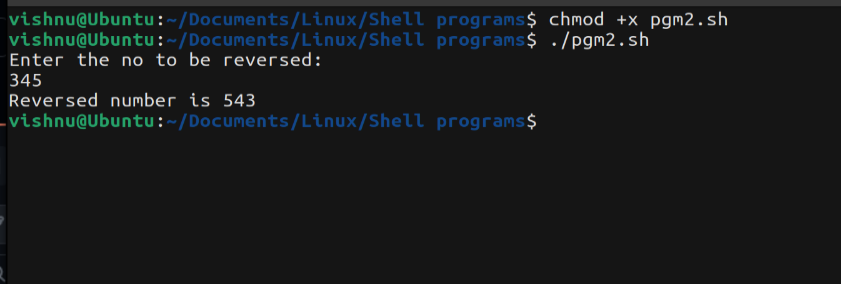 vishnu@Ubuntu:~/Documents/Linux/Shell programs$ chmod +x pgm2.sh
vishnu@Ubuntu:~/Documents/Linux/Shell programs$ ./pgm2.sh
Enter the no to be reversed:
345
Reversed number is 543
vishnu@Ubuntu:~/Documents/Linux/Shell programs$